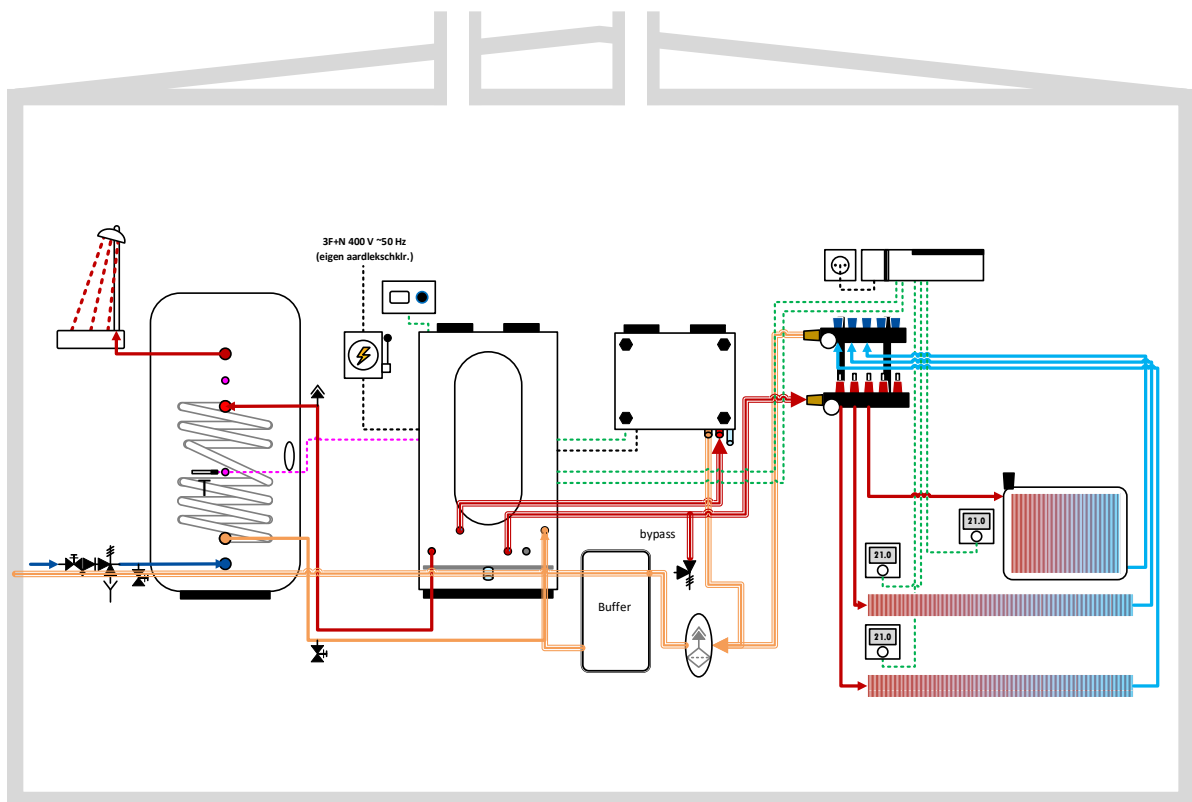 3F+N 400 V ~50 Hz
(eigen aardlekschklr.)
bypass
21.0
21.0
Buffer
21.0